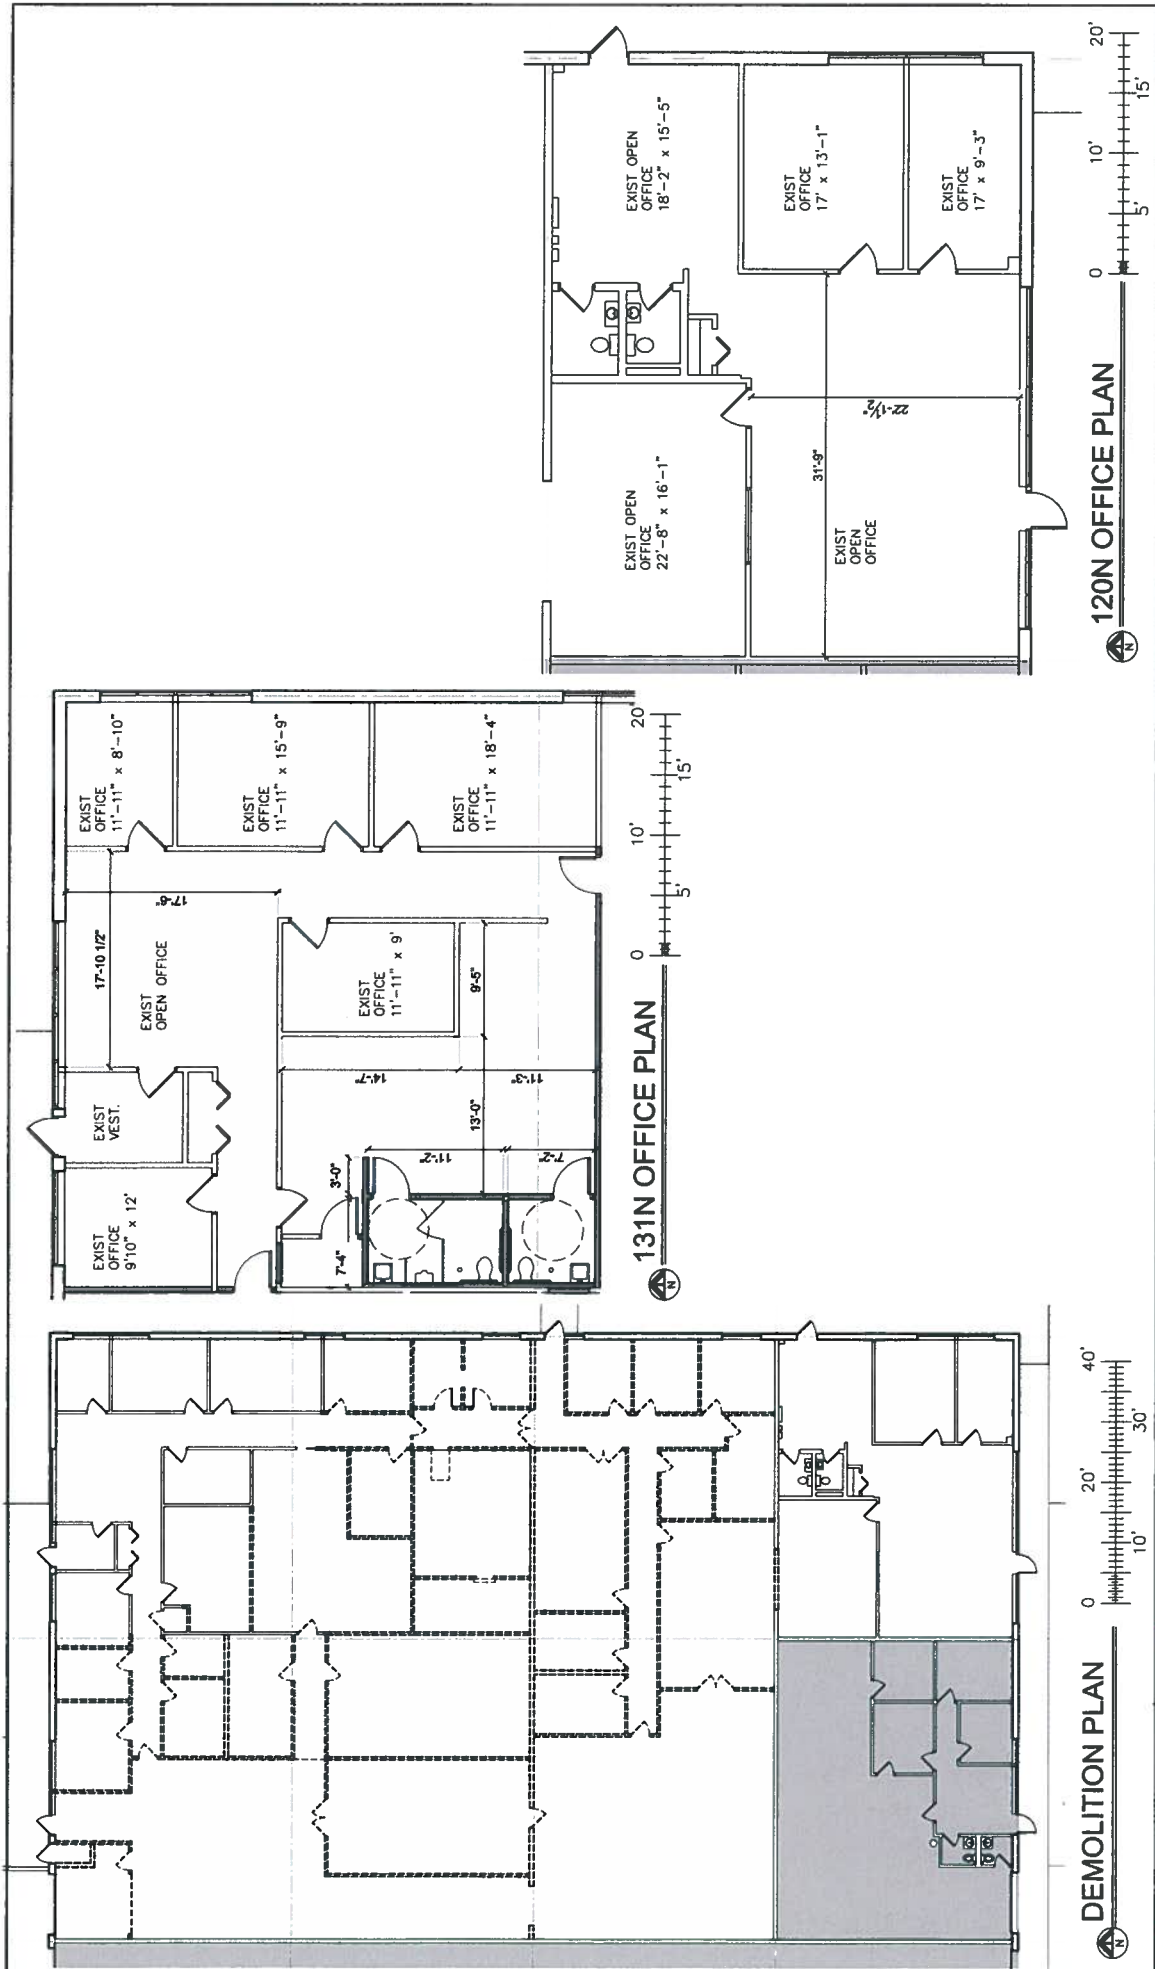 EXIST
OFFICE
9'10" x 12'
EXIST
VEST.
EXIST
OPEN OFFICE
17'-10 1/2"
17'-6"
EXIST
OFFICE
11'-11" x 8'-10"
EXIST
OFFICE
11'-11" x 15'-9"
EXIST
OFFICE
11'-11" x 18'-4"
EXIST
OFFICE
11'-11" x 9'
14'-7"
9'-5"
13'-0"
11'-3"
3'-0"
11'-2"
7'-2"
7'-4"
N
131N OFFICE PLAN
0
5'
10'
15'
20'
EXIST OPEN
OFFICE
22'-8" x 16'-1"
EXIST OPEN
OFFICE
18'-2" x 15'-5"
EXIST
OFFICE
17' x 13'-1"
EXIST
OFFICE
17' x 9'-3"
31'-9"
22'-1½"
EXIST
OPEN
OFFICE
N
120N OFFICE PLAN
0
5'
10'
15'
20'
N
DEMOLITION PLAN
0
10'
20'
30'
40'